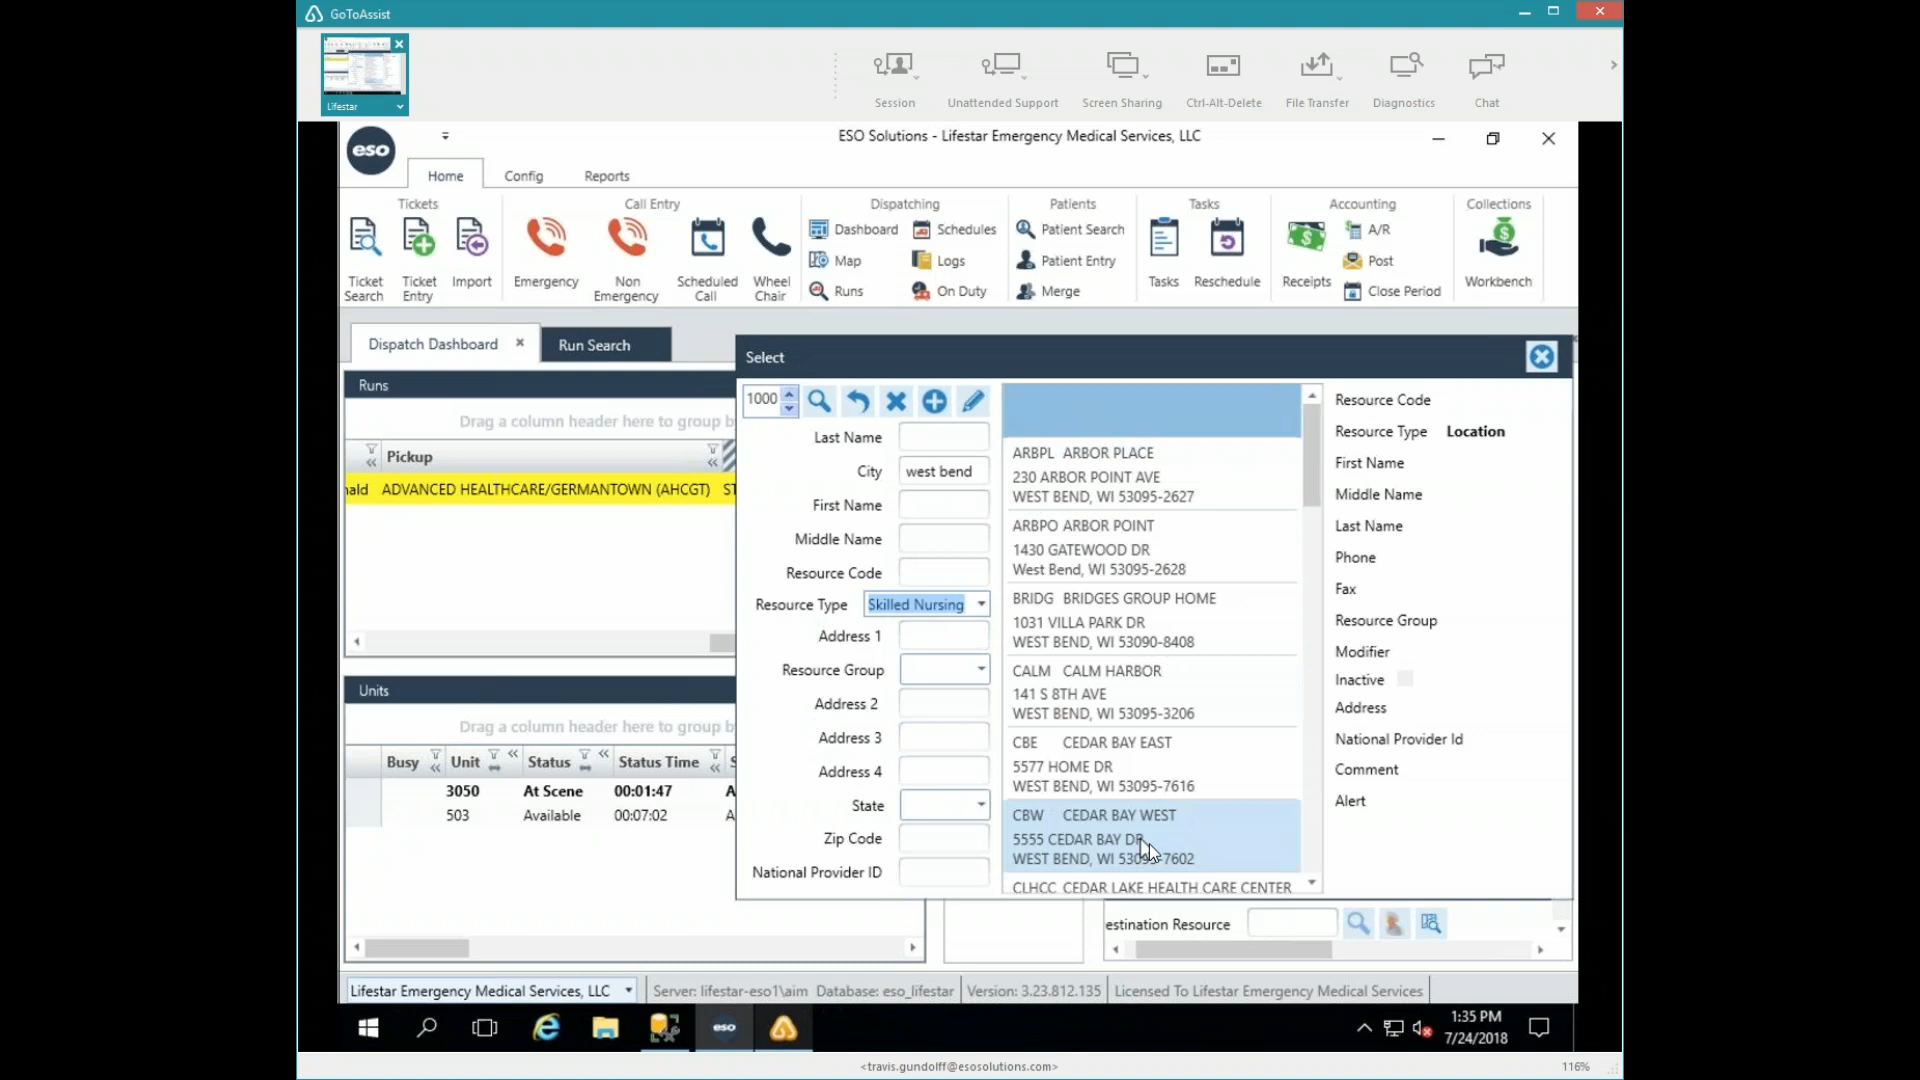 GoToAssist
Lifestar
Session
Unattended Support
Screen Sharing
Ctrl-Alt-Delete
File Transfer
Diagnostics
Chat
eso
ESO Solutions - Lifestar Emergency Medical Services, LLC
Home
Config
Reports
Tickets
Ticket Search
Ticket Entry
Import
Call Entry
Emergency
Non Emergency
Scheduled Call
Wheel Chair
Dispatching
Dashboard
Schedules
Map
Logs
Runs
On Duty
Patients
Patient Search
Patient Entry
Merge
Tasks
Tasks
Reschedule
Accounting
Receipts
A/R
Post
Close Period
Collections
Workbench
Dispatch Dashboard
Run Search
Runs
Drag a column header here to group b
Pickup
nald ADVANCED HEALTHCARE/GERMANTOWN (AHCGT) ST
Units
Drag a column header here to group b
Busy Unit Status Status Time S
3050 At Scene 00:01:47 A
503 Available 00:07:02 A
Select
1000
Last Name
City west bend
First Name
Middle Name
Resource Code
Resource Type Skilled Nursing
Address 1
Resource Group
Address 2
Address 3
Address 4
State
Zip Code
National Provider ID
ARBPL ARBOR PLACE
230 ARBOR POINT AVE
WEST BEND, WI 53095-2627
ARBPO ARBOR POINT
1430 GATEWOOD DR
West Bend, WI 53095-2628
BRIDG BRIDGES GROUP HOME
1031 VILLA PARK DR
WEST BEND, WI 53090-8408
CALM CALM HARBOR
141 S 8TH AVE
WEST BEND, WI 53095-3206
CBE CEDAR BAY EAST
5577 HOME DR
WEST BEND, WI 53095-7616
CBW CEDAR BAY WEST
5555 CEDAR BAY DR
WEST BEND, WI 53095-7602
CLHCC CEDAR LAKE HEALTH CARE CENTER
Resource Code
Resource Type Location
First Name
Middle Name
Last Name
Phone
Fax
Resource Group
Modifier
Inactive
Address
National Provider Id
Comment
Alert
estination Resource
Lifestar Emergency Medical Services, LLC
Server: lifestar-eso1\aim Database: eso_lifestar
Version: 3.23.812.135
Licensed To Lifestar Emergency Medical Services
eso
1:35 PM
7/24/2018
<travis.gundolff@esosolutions.com>
116%